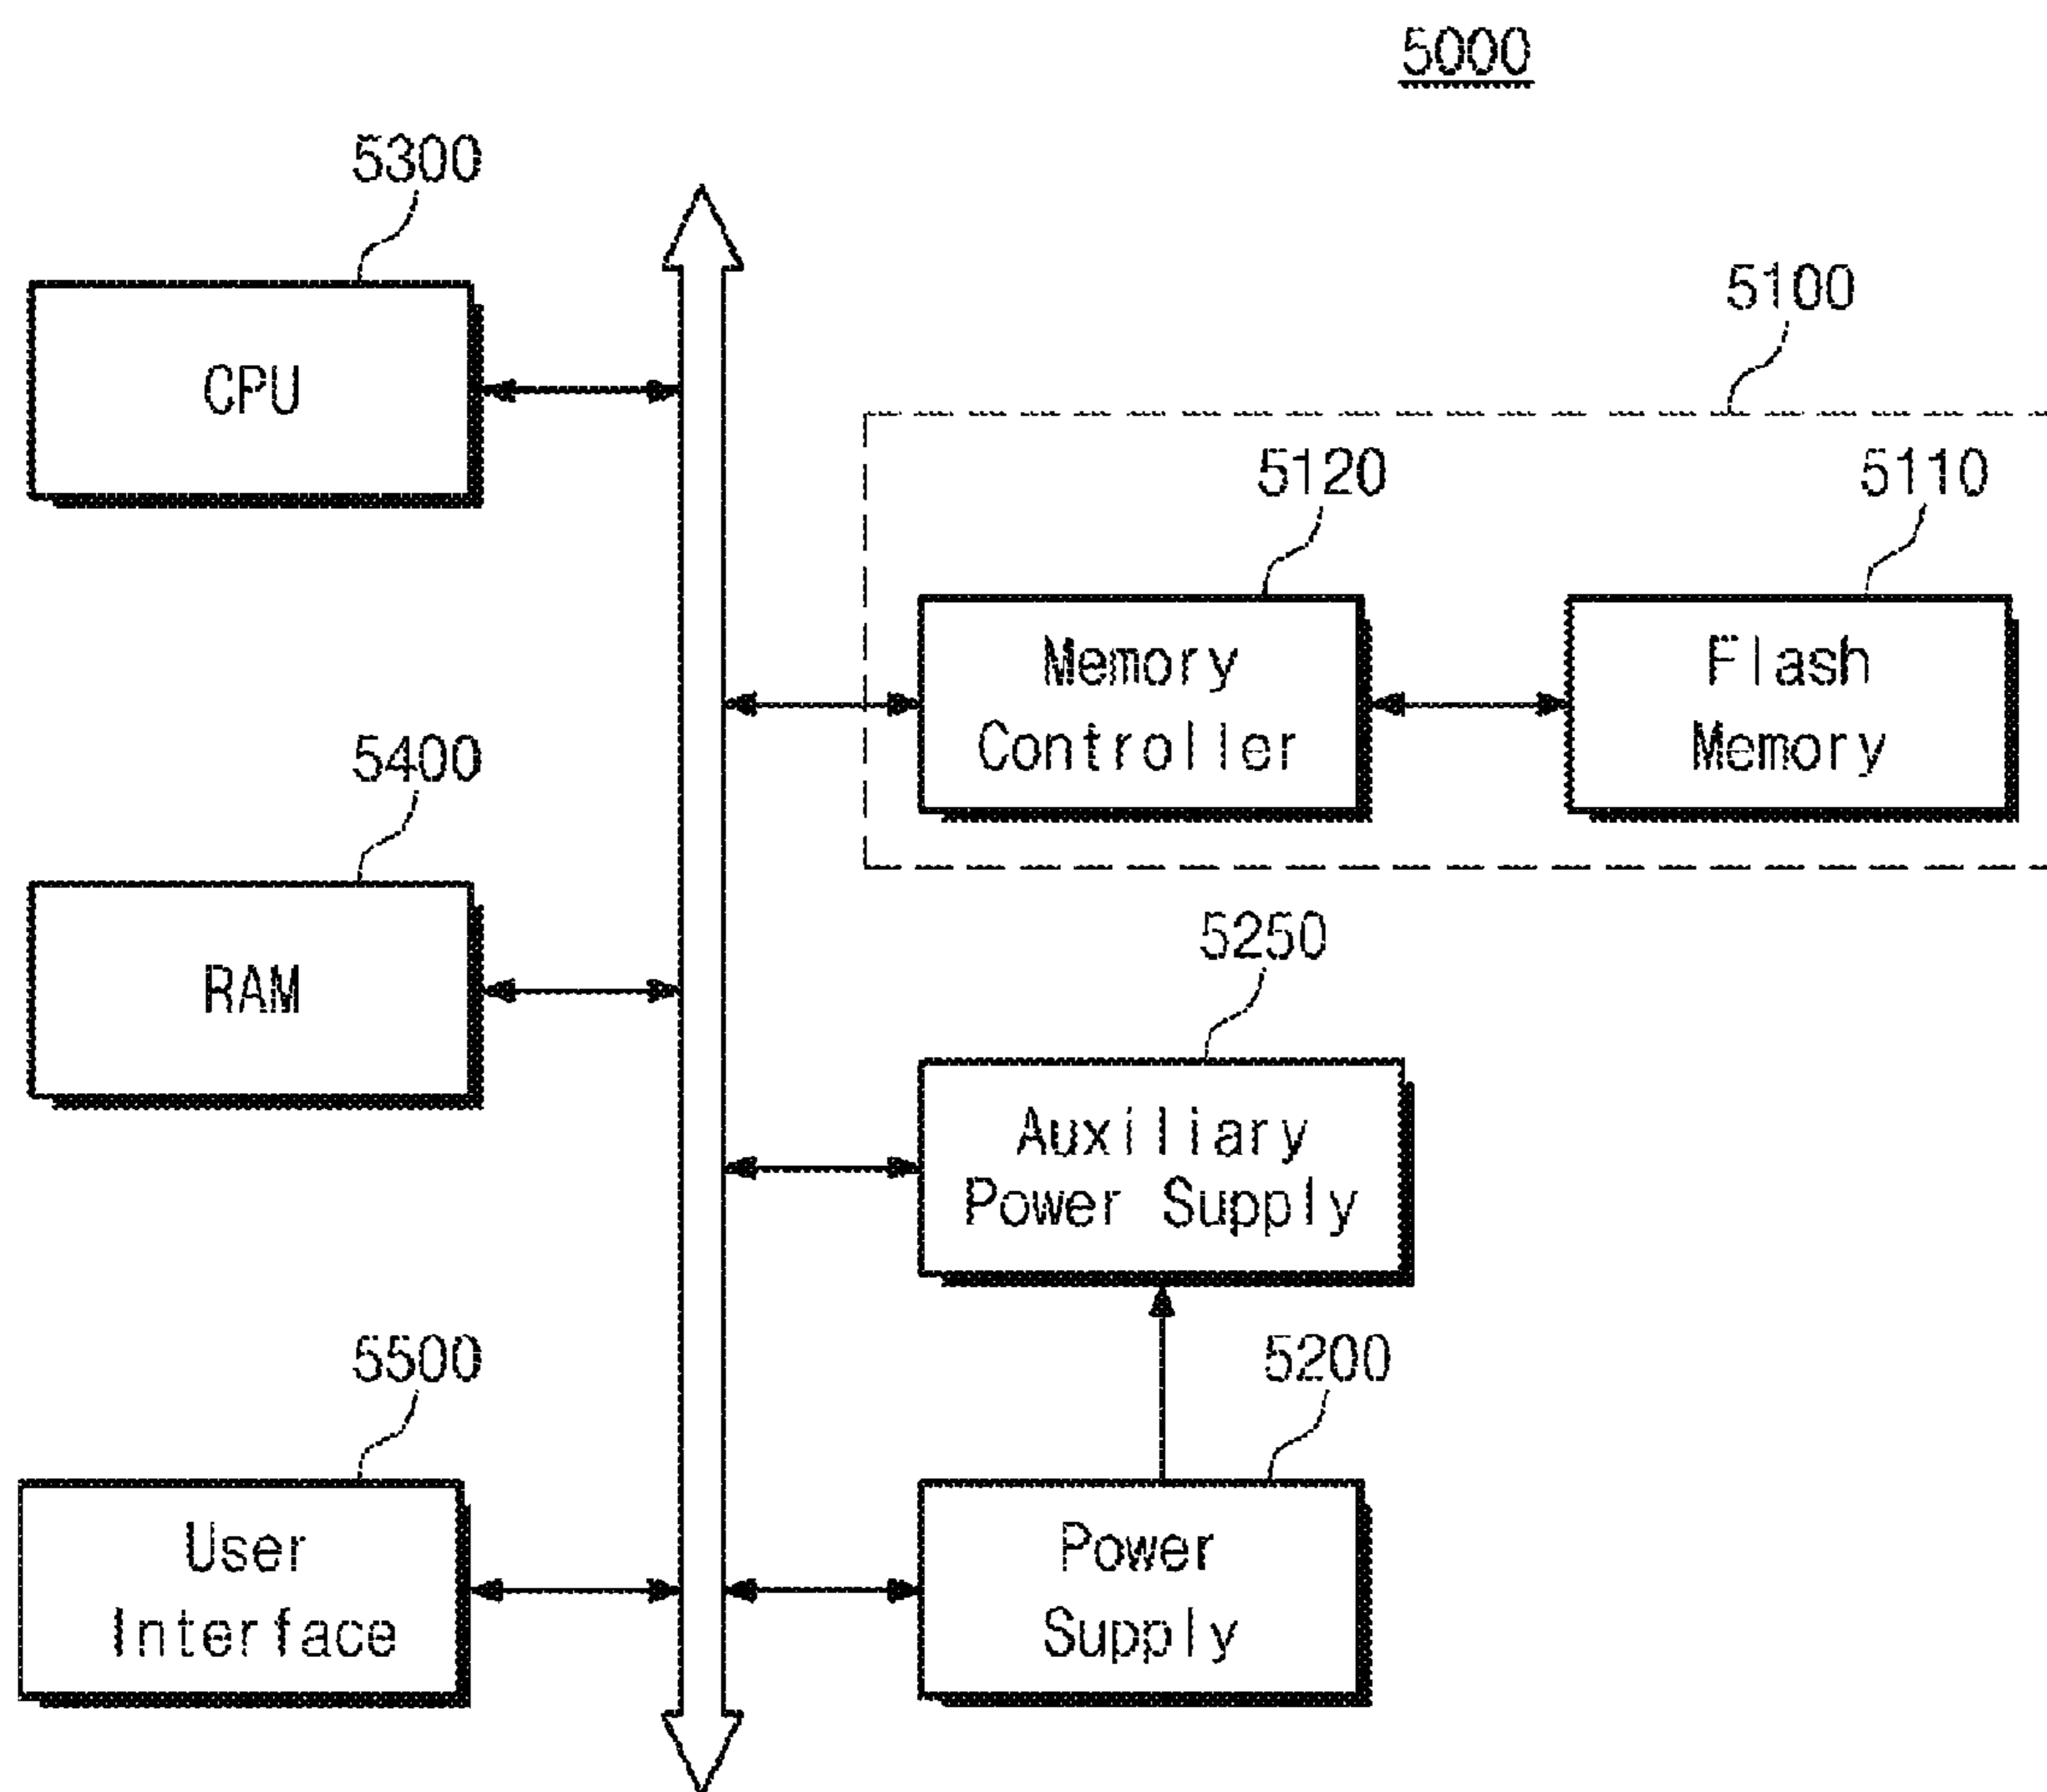 5000
5300
CPU
5100
5120
5110
Memory
Controller
Flash
Memory
5400
RAM
5250
Auxiliary
Power Supply
5500
User
Interface
5200
Power
Supply